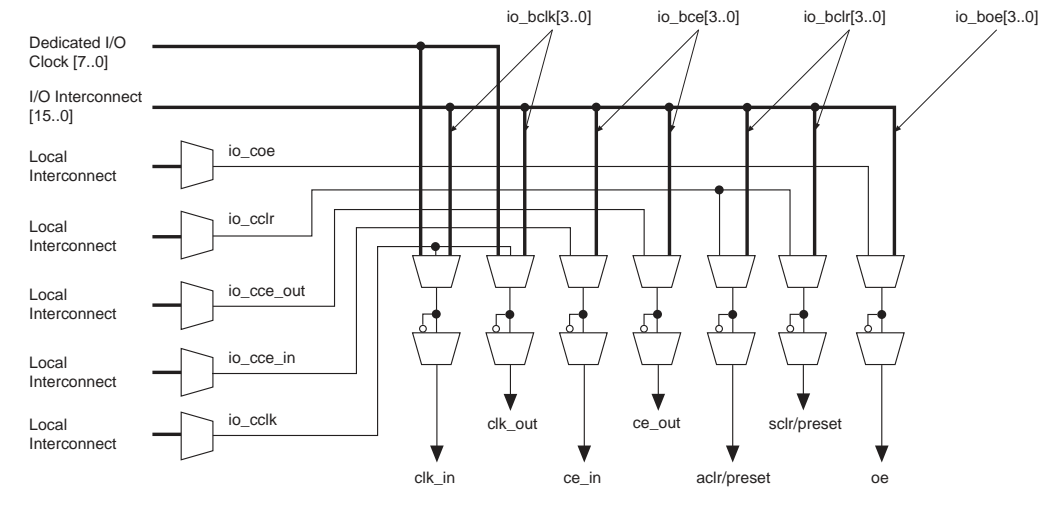 io_bclk[3..0] io_bce[3..0] io_bclr[3..0] io_boe[3..0]
Dedicated I/O
Clock [7..0]
I/O Interconnect
[15..0]
Local
Interconnect
io_coe
Local
Interconnect
io_cclr
Local
Interconnect
io_cce_out
Local
Interconnect
io_cce_in
Local
Interconnect
io_cclk
clk_out ce_out sclr/preset
clk_in ce_in aclr/preset oe